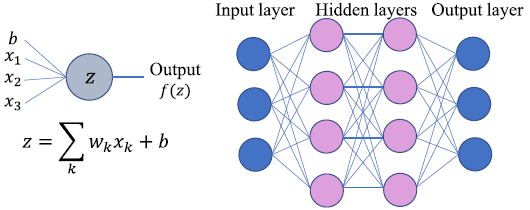 b
x₁
x₂
x₃
z
Output
f(z)
z = ∑ wₖxₖ + b
k
Input layer
Hidden layers
Output layer